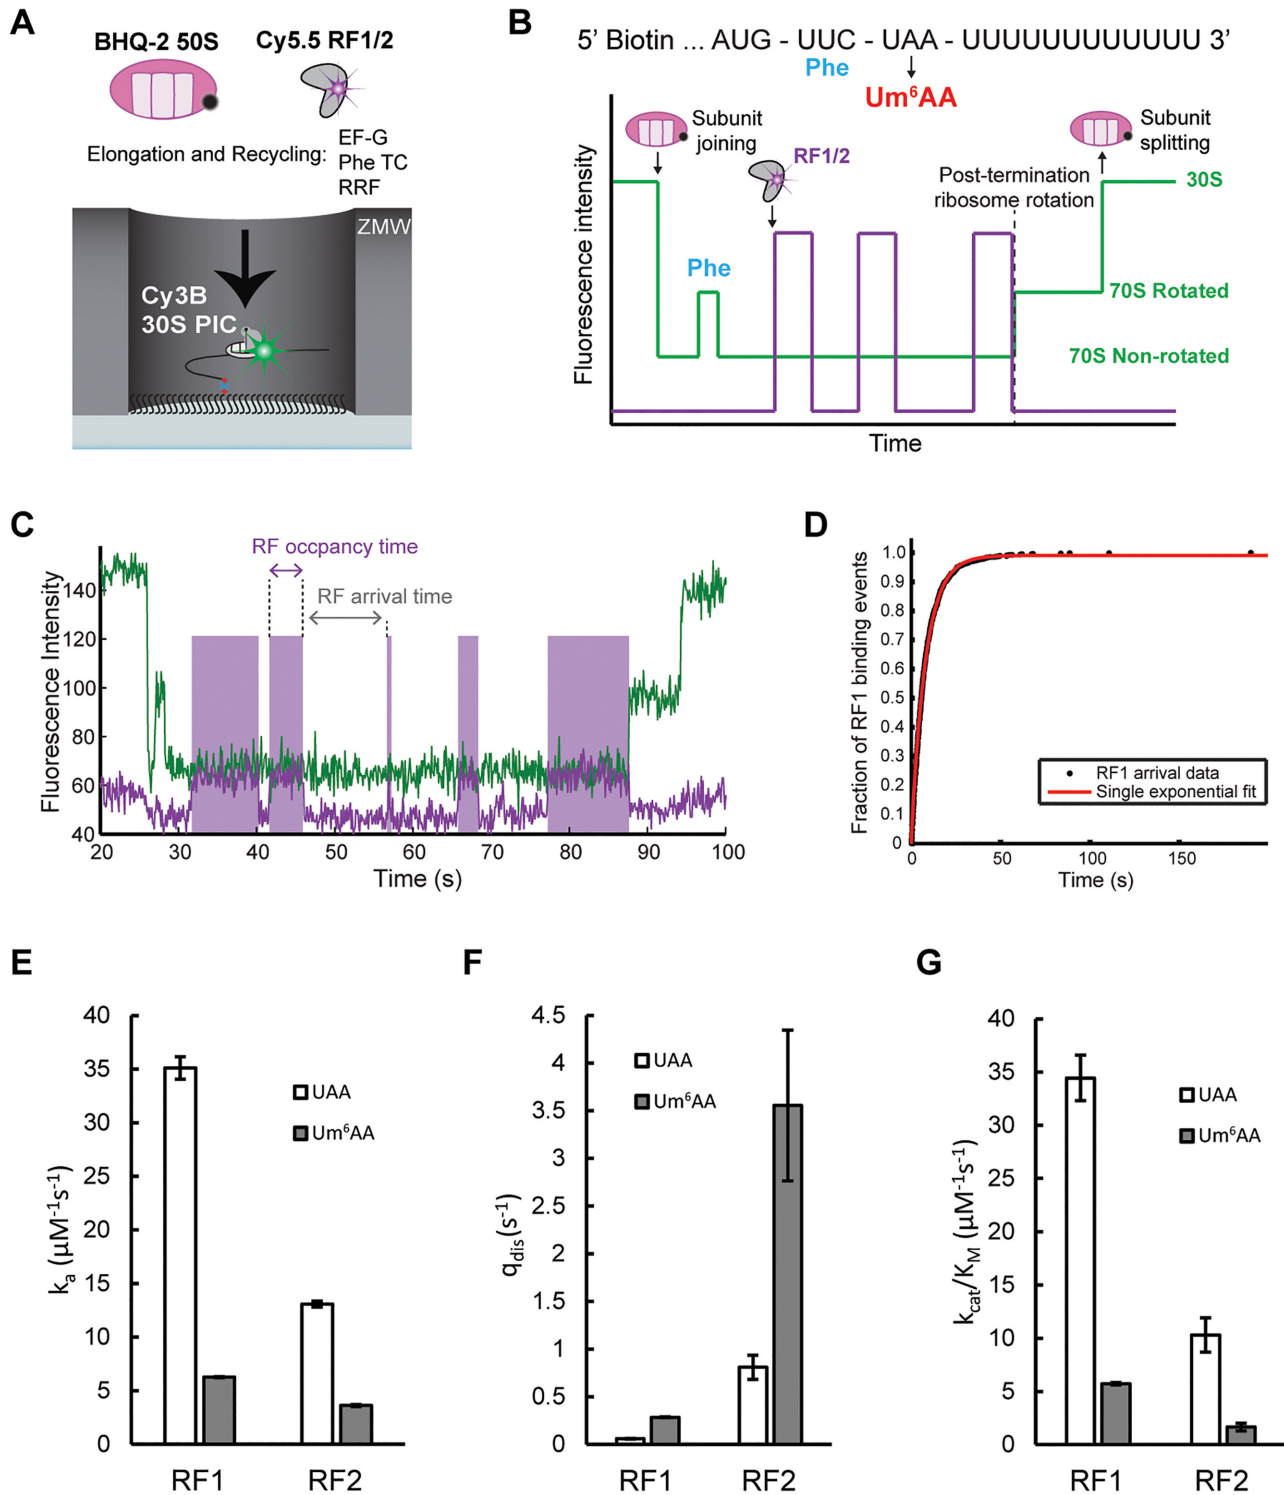 A
BHQ-2 50S
Cy5.5 RF1/2
Elongation and Recycling:
EF-G
Phe TC
RRF
ZMW
Cy3B
30S PIC
B
5' Biotin ... AUG - UUC - UAA - UUUUUUUUUUUU 3'
Phe
Um⁶AA
Subunit
joining
RF1/2
Subunit
splitting
Post-termination
ribosome rotation
30S
Phe
70S Rotated
70S Non-rotated
Fluorescence intensity
Time
C
RF occpancy time
RF arrival time
Fluorescence Intensity
140
120
100
80
60
40
20 30 40 50 60 70 80 90 100
Time (s)
D
Fraction of RF1 binding events
1.0
0.9
0.8
0.7
0.6
0.5
0.4
0.3
0.2
0.1
0
RF1 arrival data
Single exponential fit
0 50 100 150
Time (s)
E
kₐ (µM⁻¹s⁻¹)
40
35
30
25
20
15
10
5
0
UAA
Um⁶AA
RF1 RF2
F
q_dis (s⁻¹)
4.5
4
3.5
3
2.5
2
1.5
1
0.5
0
UAA
Um⁶AA
RF1 RF2
G
k_cat/K_M (µM⁻¹s⁻¹)
40
35
30
25
20
15
10
5
0
UAA
Um⁶AA
RF1 RF2